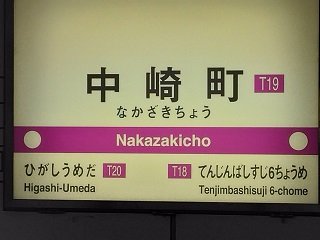 中崎町 T19
なかざきちょう
Nakazakicho
ひがしうめだ T20 T18 てんじんばしすじ6ちょうめ
Higashi-Umeda Tenjimbashisuji 6-chome